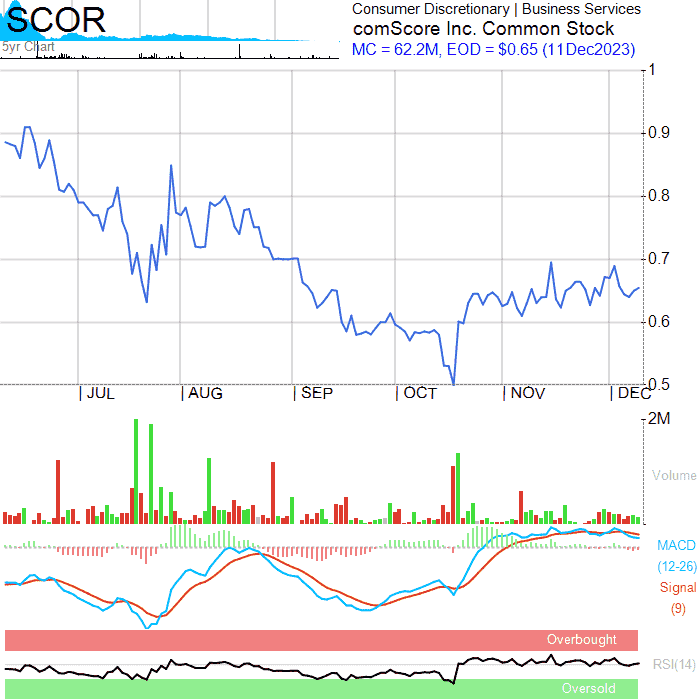 SCOR
5yr Chart
Consumer Discretionary | Business Services
comScore Inc. Common Stock
MC = 62.2M, EOD = $0.65 (11Dec2023)
1
0.9
0.8
0.7
0.6
0.5
| JUL | AUG | SEP | OCT | NOV | DEC
2M
Volume
MACD
(12-26)
Signal
(9)
Overbought
RSI(14)
Oversold